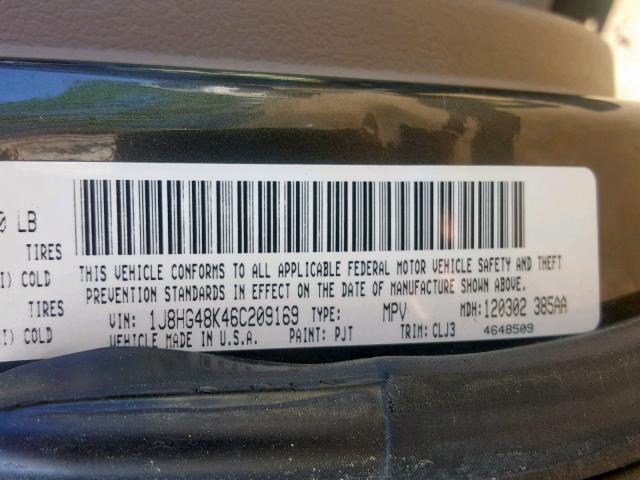 0 LB
TIRES
I) COLD
TIRES
I) COLD
THIS VEHICLE CONFORMS TO ALL APPLICABLE FEDERAL MOTOR VEHICLE SAFETY AND THEFT
PREVENTION STANDARDS IN EFFECT ON THE DATE OF MANUFACTURE SHOWN ABOVE.
VIN: 1J8HG48K46C209169 TYPE: MPV MDH: 120302 385AA
VEHICLE MADE IN U.S.A. PAINT: PJT TRIM: CLJ3 4648509